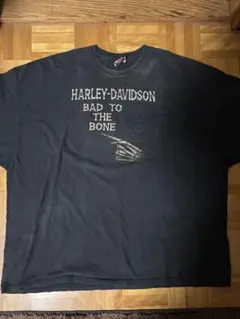 HARLEY-DAVIDSON
BAD TO
THE
BONE